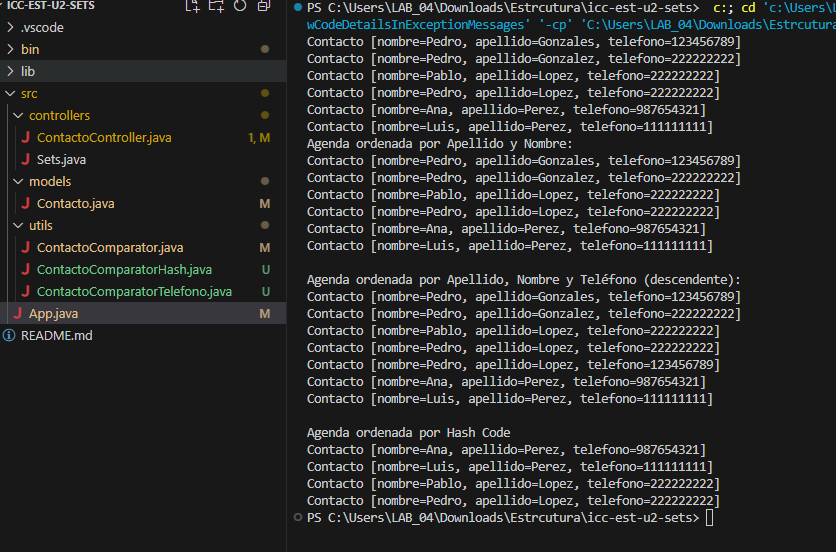 ICC-EST-U2-SETS
.vscode
bin
lib
src
controllers
ContactoController.java 1, M
Sets.java
models
Contacto.java M
utils
ContactoComparator.java M
ContactoComparatorHash.java U
ContactoComparatorTelefono.java U
App.java M
README.md
PS C:\Users\LAB_04\Downloads\Estrcutura\icc-est-u2-sets> c:; cd 'c:\Users\L
wCodeDetailsInExceptionMessages' '-cp' 'C:\Users\LAB_04\Downloads\Estrcutur
Contacto [nombre=Pedro, apellido=Gonzales, telefono=123456789]
Contacto [nombre=Pedro, apellido=Gonzalez, telefono=222222222]
Contacto [nombre=Pablo, apellido=Lopez, telefono=222222222]
Contacto [nombre=Pedro, apellido=Lopez, telefono=222222222]
Contacto [nombre=Ana, apellido=Perez, telefono=987654321]
Contacto [nombre=Luis, apellido=Perez, telefono=111111111]
Agenda ordenada por Apellido y Nombre:
Contacto [nombre=Pedro, apellido=Gonzales, telefono=123456789]
Contacto [nombre=Pedro, apellido=Gonzalez, telefono=222222222]
Contacto [nombre=Pablo, apellido=Lopez, telefono=222222222]
Contacto [nombre=Pedro, apellido=Lopez, telefono=222222222]
Contacto [nombre=Ana, apellido=Perez, telefono=987654321]
Contacto [nombre=Luis, apellido=Perez, telefono=111111111]
Agenda ordenada por Apellido, Nombre y Teléfono (descendente):
Contacto [nombre=Pedro, apellido=Gonzales, telefono=123456789]
Contacto [nombre=Pedro, apellido=Gonzalez, telefono=222222222]
Contacto [nombre=Pablo, apellido=Lopez, telefono=222222222]
Contacto [nombre=Pedro, apellido=Lopez, telefono=222222222]
Contacto [nombre=Pedro, apellido=Lopez, telefono=123456789]
Contacto [nombre=Ana, apellido=Perez, telefono=987654321]
Contacto [nombre=Luis, apellido=Perez, telefono=111111111]
Agenda ordenada por Hash Code
Contacto [nombre=Ana, apellido=Perez, telefono=987654321]
Contacto [nombre=Luis, apellido=Perez, telefono=111111111]
Contacto [nombre=Pablo, apellido=Lopez, telefono=222222222]
Contacto [nombre=Pedro, apellido=Lopez, telefono=222222222]
PS C:\Users\LAB_04\Downloads\Estrcutura\icc-est-u2-sets>